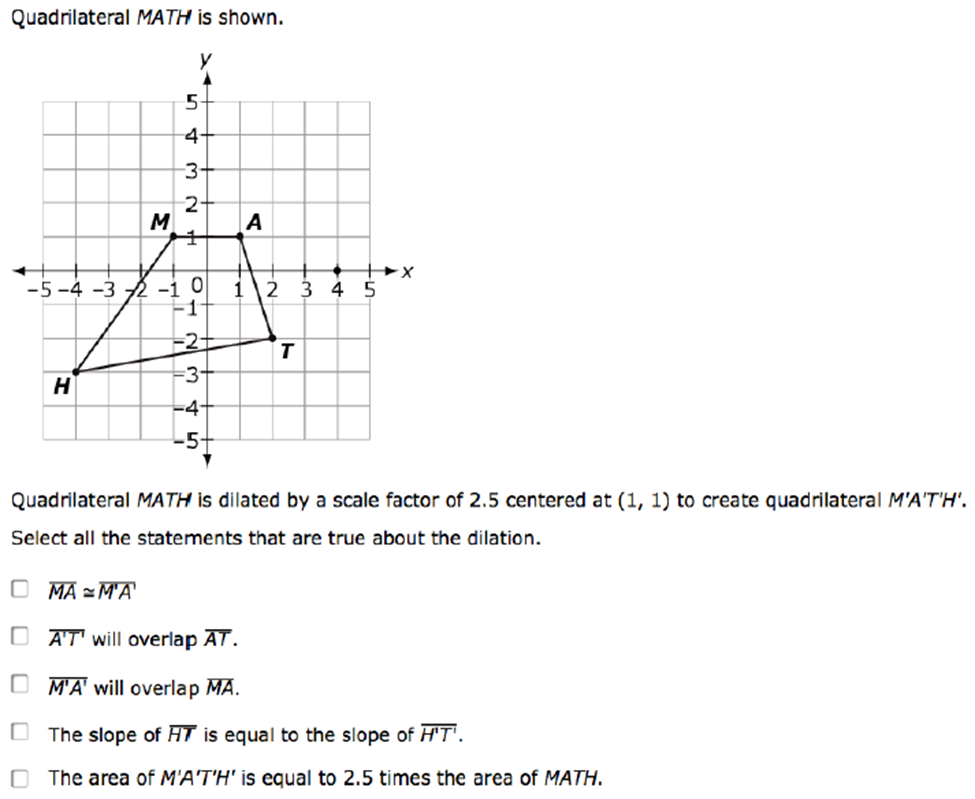 Quadrilateral MATH is shown.
y
5
4
3
2
M A
1
x
-5 -4 -3 -2 -1 0 1 2 3 4 5
-1
-2
T
-3
H
-4
-5
Quadrilateral MATH is dilated by a scale factor of 2.5 centered at (1, 1) to create quadrilateral M'A'T'H'.
Select all the statements that are true about the dilation.
MA ≃ M'A'
A'T' will overlap AT.
M'A' will overlap MA.
The slope of HT is equal to the slope of H'T'.
The area of M'A'T'H' is equal to 2.5 times the area of MATH.